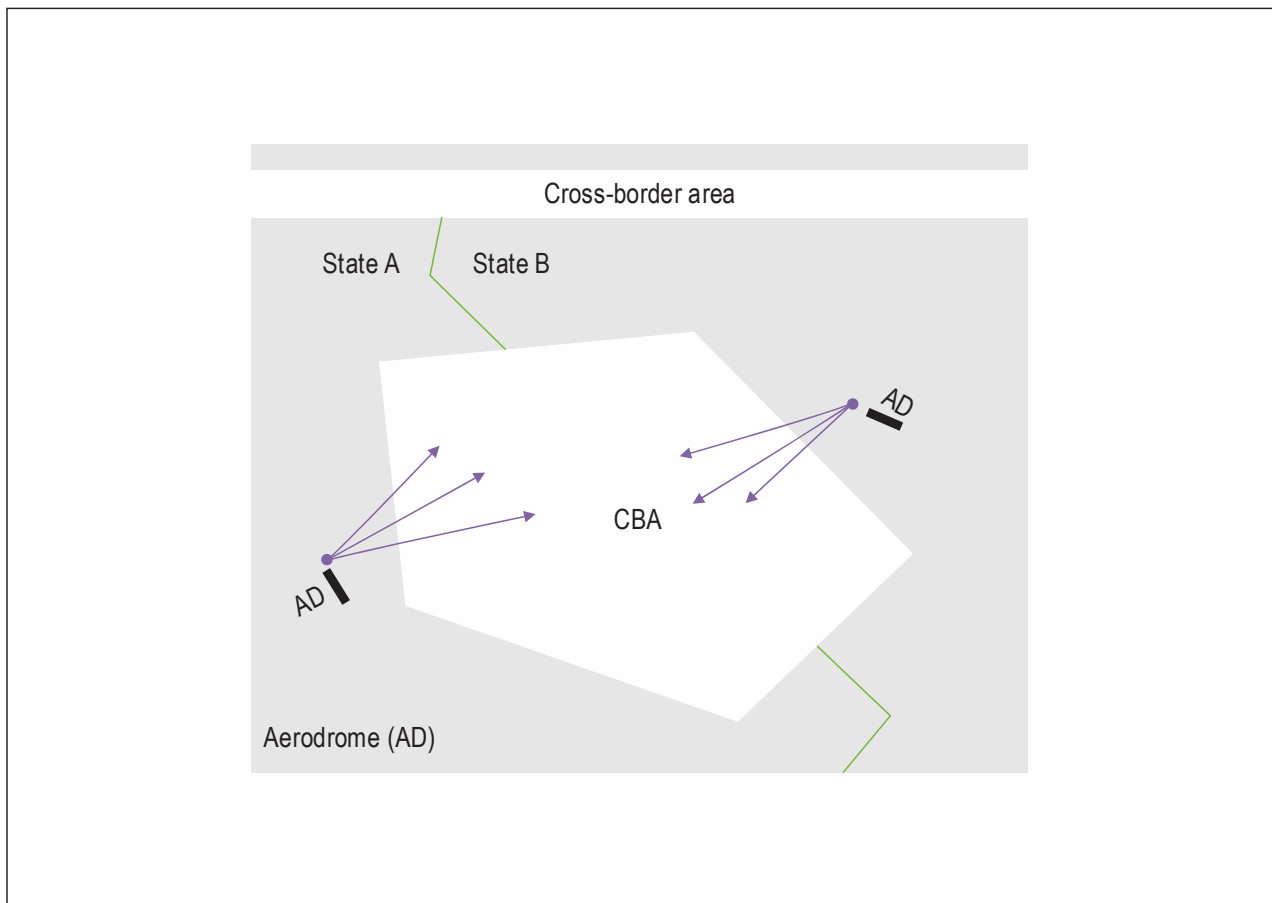 Cross-border area
State A
State B
AD
CBA
AD
Aerodrome (AD)